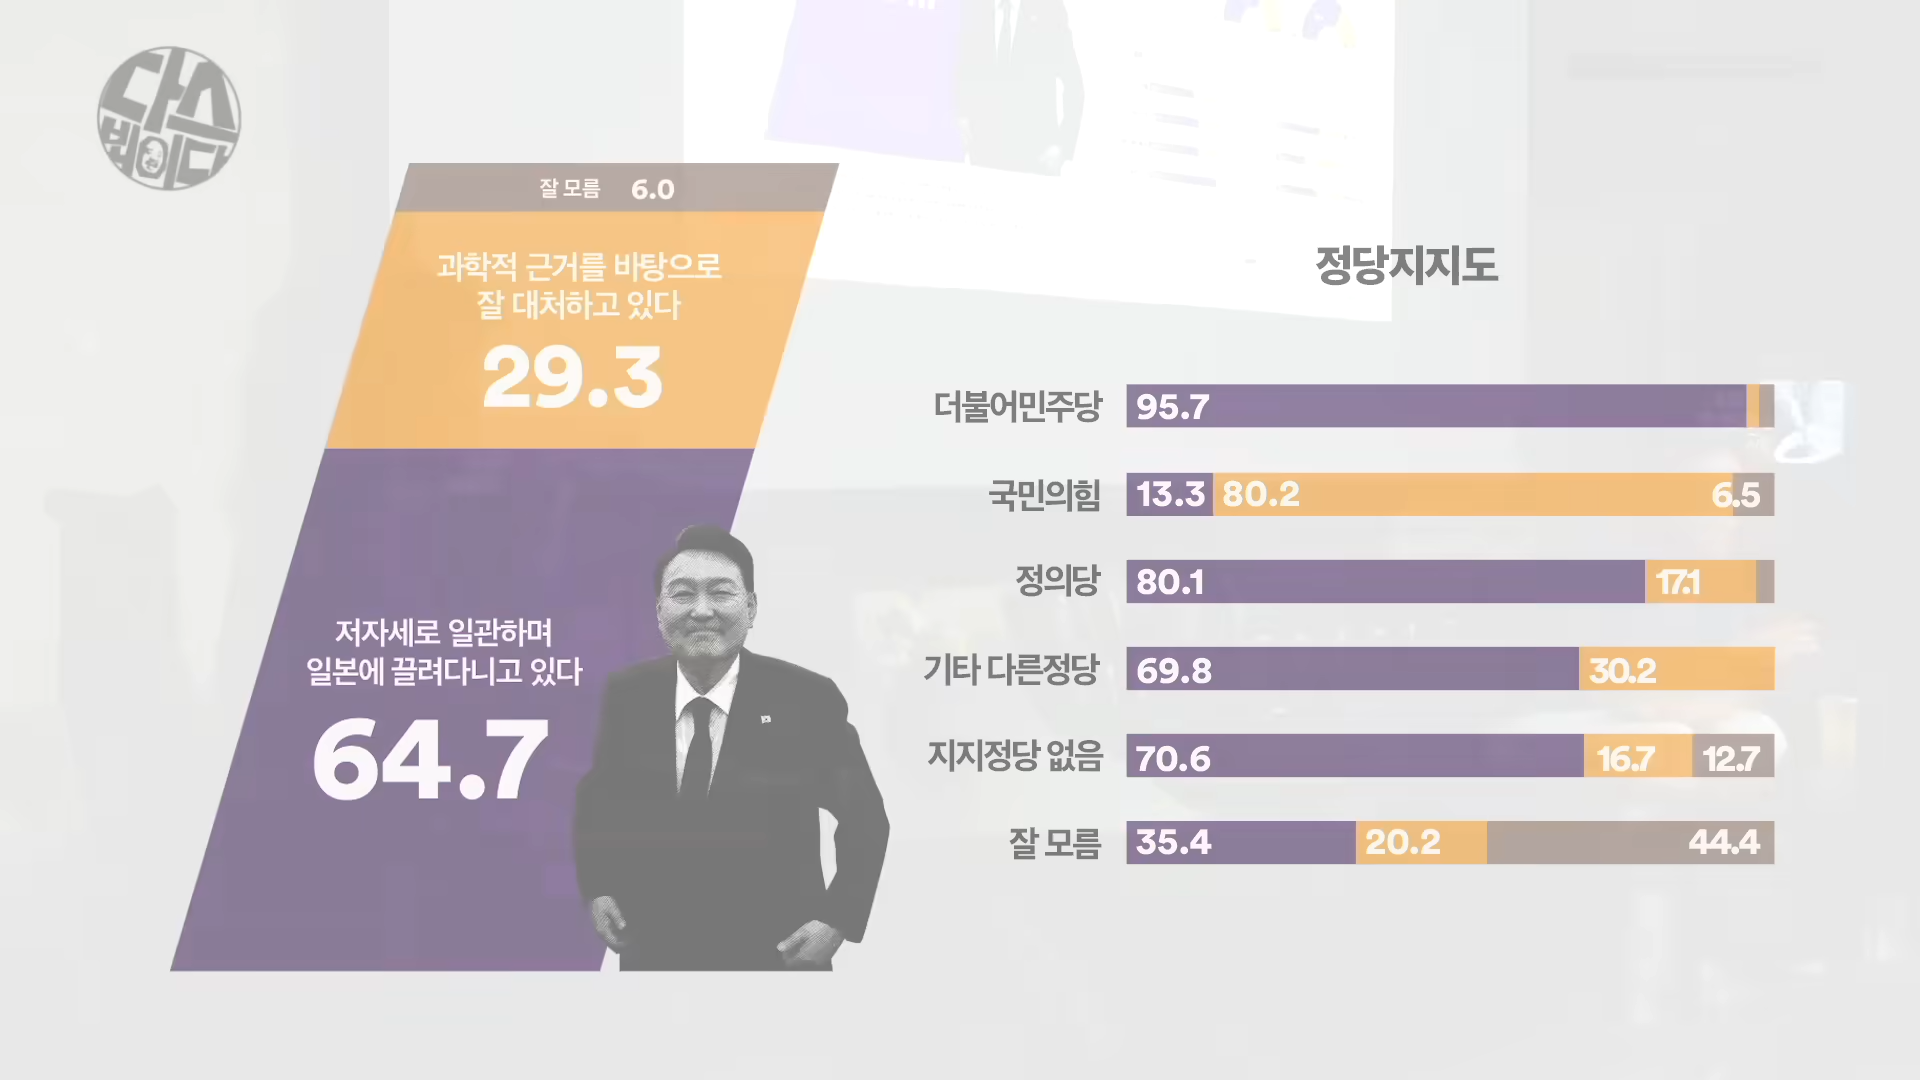 다스
뵈이다
잘 모름 6.0
과학적 근거를 바탕으로
잘 대처하고 있다
29.3
저자세로 일관하며
일본에 끌려다니고 있다
64.7
정당지지도
더불어민주당 95.7
국민의힘 13.3 80.2 6.5
정의당 80.1 17.1
기타 다른정당 69.8 30.2
지지정당 없음 70.6 16.7 12.7
잘 모름 35.4 20.2 44.4